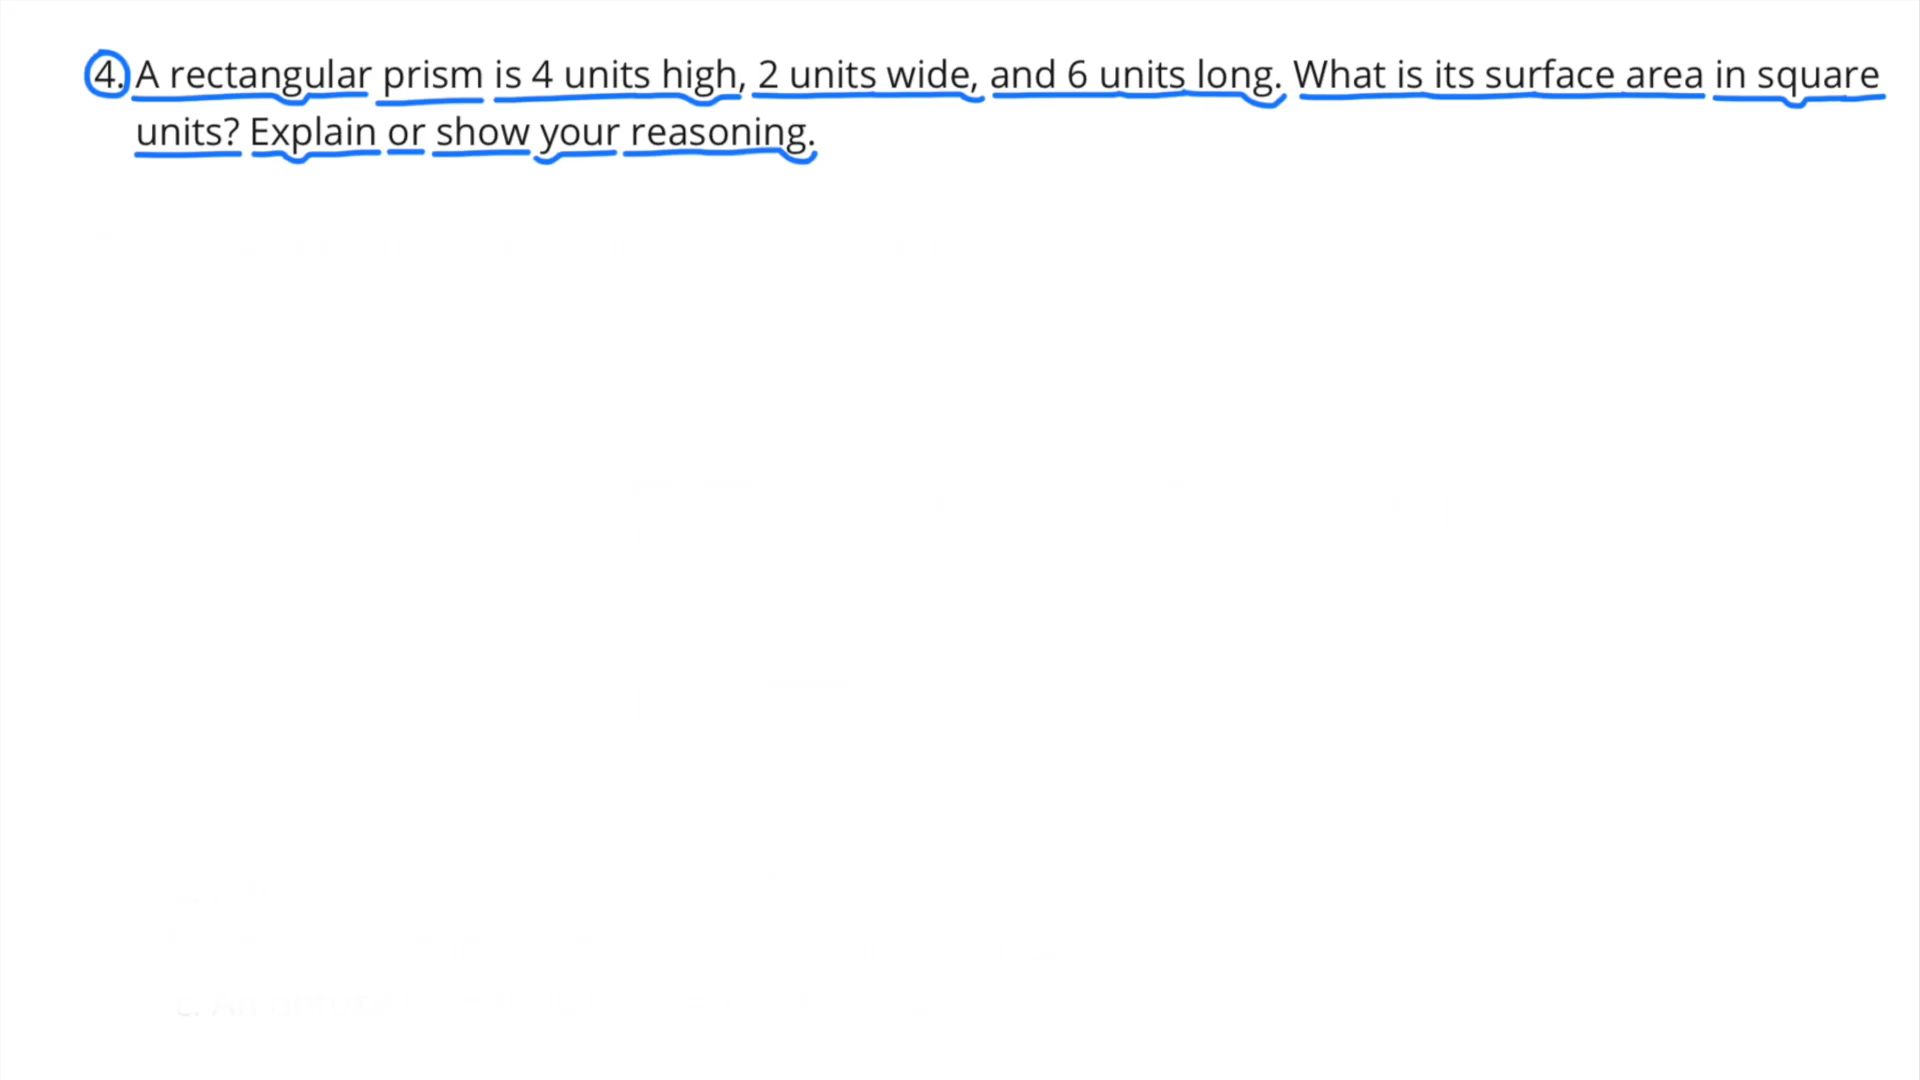 4. A rectangular prism is 4 units high, 2 units wide, and 6 units long. What is its surface area in square
units? Explain or show your reasoning.